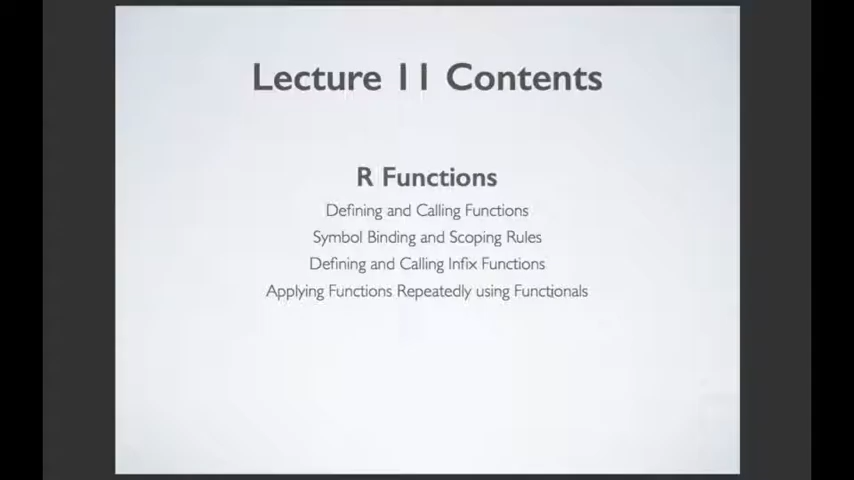 Lecture 11 Contents
R Functions
Defining and Calling Functions
Symbol Binding and Scoping Rules
Defining and Calling Infix Functions
Applying Functions Repeatedly using Functionals